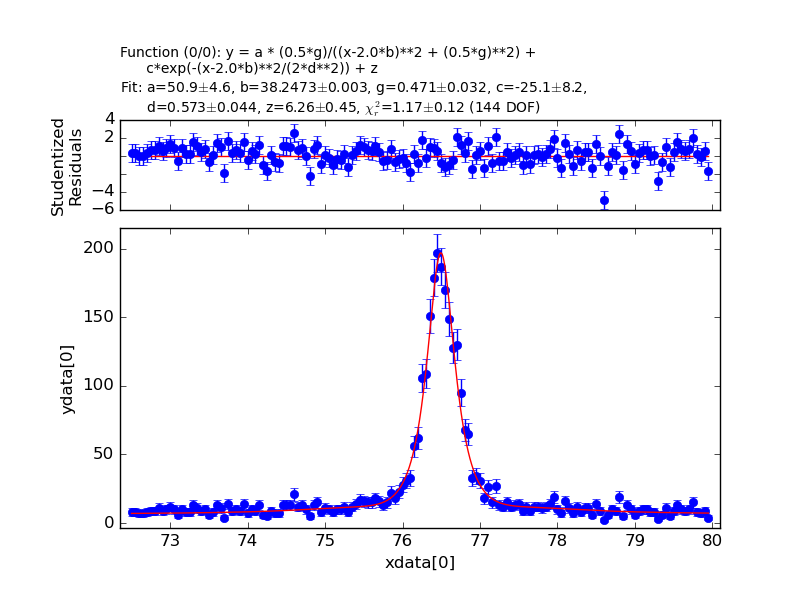 Function (0/0): y = a * (0.5*g)/((x-2.0*b)**2 + (0.5*g)**2) +
c*exp(-(x-2.0*b)**2/(2*d**2)) + z
Fit: a=50.9±4.6, b=38.2473±0.003, g=0.471±0.032, c=-25.1±8.2,
d=0.573±0.044, z=6.26±0.45, χ²ᵣ=1.17±0.12 (144 DOF)
Studentized
Residuals
4
2
−4
−6
ydata[0]
200
150
100
50
0
73 74 75 76 77 78 79 80
xdata[0]